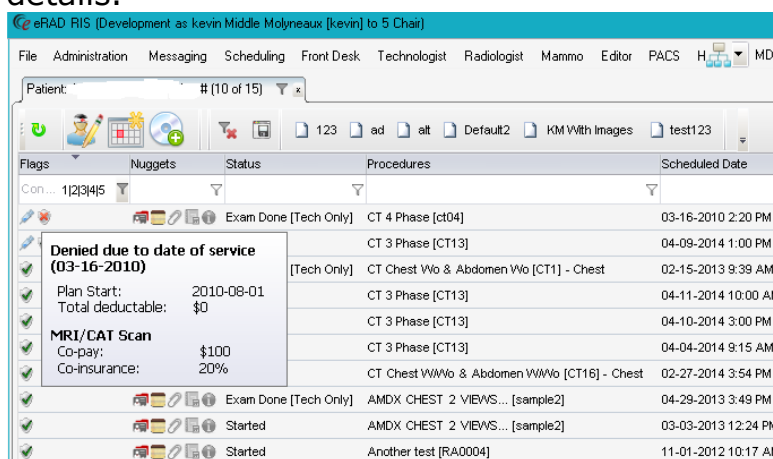 details.
eRAD RIS (Development as kevin Middle Molyneaux [kevin] to 5 Chair)
File Administration Messaging Scheduling Front Desk Technologist Radiologist Mammo Editor PACS H MD
Patient: # (10 of 15)
123 ad att Default2 KM With Images test123
Flags Nuggets Status Procedures Scheduled Date
Con... 1|2|3|4|5
Exam Done [Tech Only] CT 4 Phase [ct04] 03-16-2010 2:20 PM
CT 3 Phase [CT13] 04-09-2014 1:00 PM
Denied due to date of service
(03-16-2010)
[Tech Only] CT Chest Wo & Abdomen Wo [CT1] - Chest 02-15-2013 9:39 AM
Plan Start: 2010-08-01
CT 3 Phase [CT13] 04-11-2014 10:00 A
Total deductable: $0
CT 3 Phase [CT13] 04-10-2014 3:00 PM
MRI/CAT Scan
Co-pay: $100
CT 3 Phase [CT13] 04-04-2014 9:15 AM
Co-insurance: 20%
CT Chest W/Wo & Abdomen W/Wo [CT16] - Chest 02-27-2014 3:54 PM
Exam Done [Tech Only] AMDX CHEST 2 VIEWS... [sample2] 04-29-2013 3:49 PM
Started AMDX CHEST 2 VIEWS... [sample2] 03-03-2013 12:24 P
Started Another test [RA0004] 11-01-2012 10:17 A